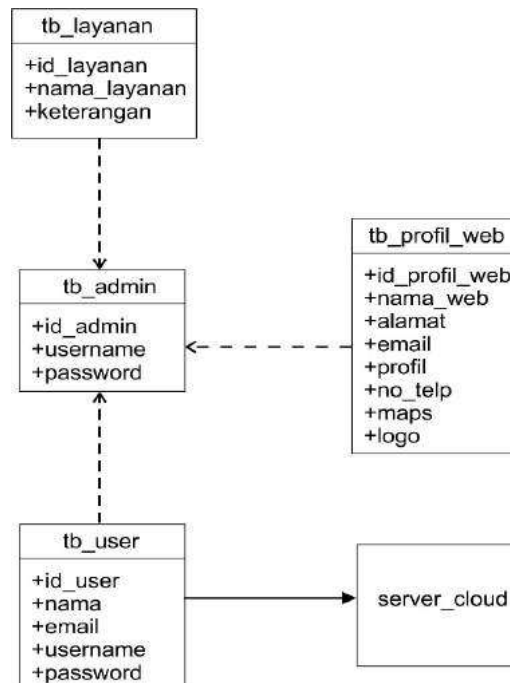 tb_layanan
+id_layanan
+nama_layanan
+keterangan
tb_admin
+id_admin
+username
+password
tb_profil_web
+id_profil_web
+nama_web
+alamat
+email
+profil
+no_telp
+maps
+logo
tb_user
+id_user
+nama
+email
+username
+password
server_cloud